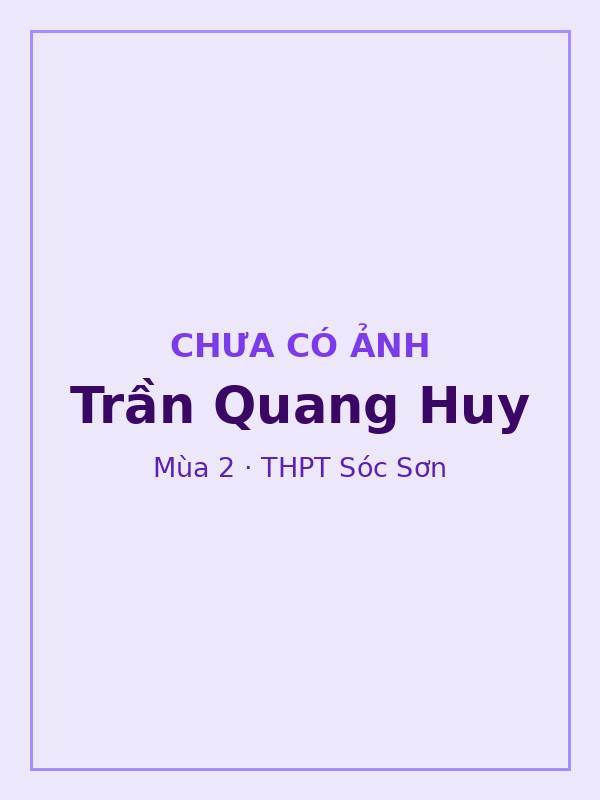 CHƯA CÓ ẢNH
Trần Quang Huy
Mùa 2 · THPT Sóc Sơn